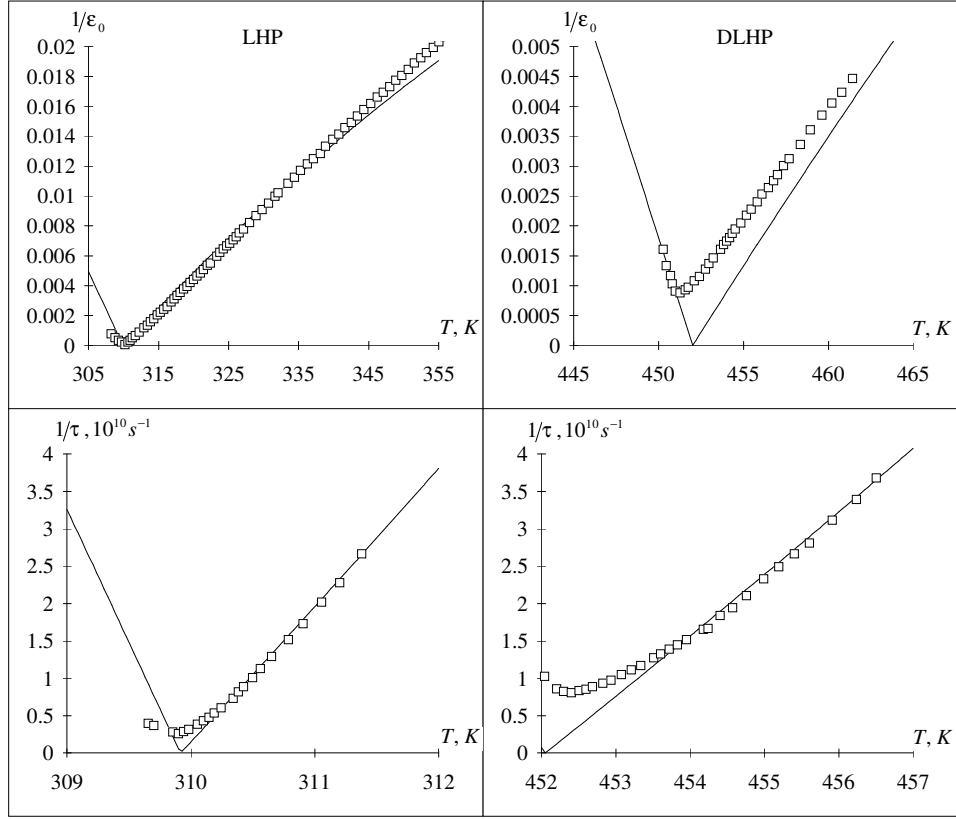 1/ε₀
LHP
0.02
0.018
0.016
0.014
0.012
0.01
0.008
0.006
0.004
0.002
0
T, K
305 315 325 335 345 355
1/ε₀
DLHP
0.005
0.0045
0.004
0.0035
0.003
0.0025
0.002
0.0015
0.001
0.0005
0
T, K
445 450 455 460 465
1/τ, 10¹⁰ s⁻¹
4
3.5
3
2.5
2
1.5
1
0.5
0
T, K
309 310 311 312
1/τ, 10¹⁰ s⁻¹
4
3.5
3
2.5
2
1.5
1
0.5
0
T, K
452 453 454 455 456 457